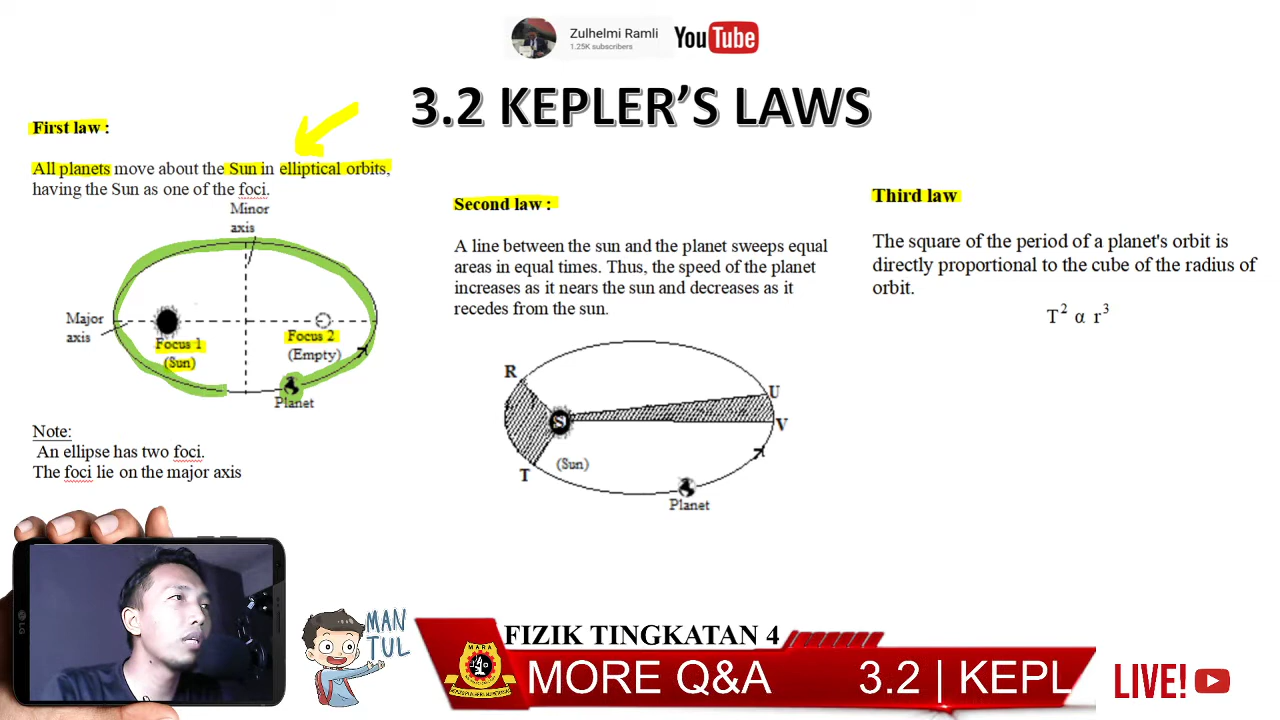 Zulhelmi Ramli
1.25K subscribers
YouTube
3.2 KEPLER'S LAWS
First law :
All planets move about the Sun in elliptical orbits,
having the Sun as one of the foci.
Minor
axis
Major
axis
Focus 1
(Sun)
Focus 2
(Empty)
Planet
Note:
An ellipse has two foci.
The foci lie on the major axis
Second law :
A line between the sun and the planet sweeps equal
areas in equal times. Thus, the speed of the planet
increases as it nears the sun and decreases as it
recedes from the sun.
R
U
S
V
T
(Sun)
Planet
Third law
The square of the period of a planet's orbit is
directly proportional to the cube of the radius of
orbit.
T² α r³
LG
MAN
TUL
MARA
FIZIK TINGKATAN 4
MORE Q&A 3.2 | KEPL
LIVE!